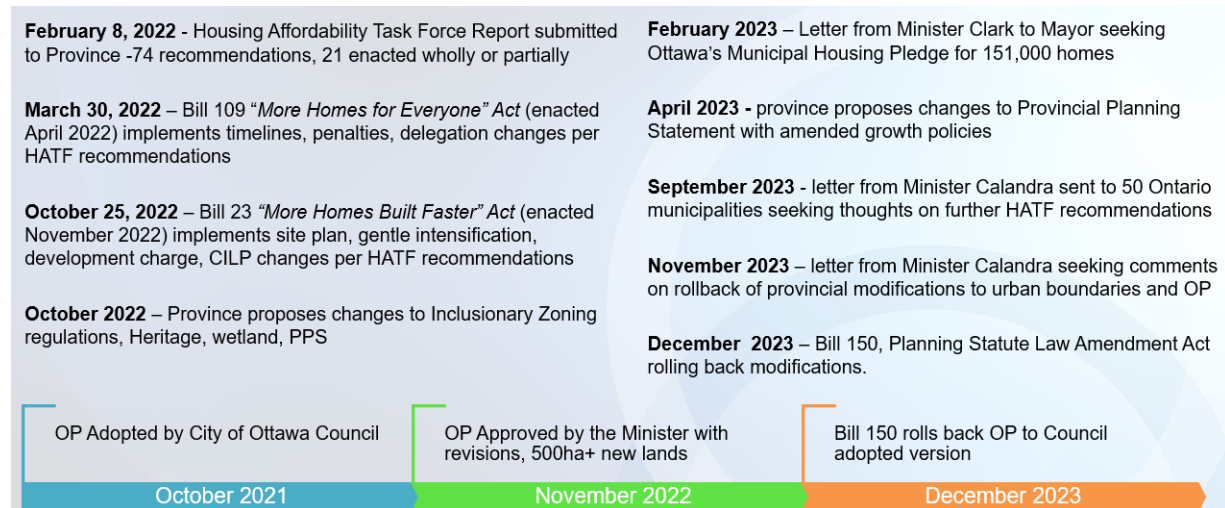 February 8, 2022 - Housing Affordability Task Force Report submitted
to Province -74 recommendations, 21 enacted wholly or partially
March 30, 2022 – Bill 109 “More Homes for Everyone” Act (enacted
April 2022) implements timelines, penalties, delegation changes per
HATF recommendations
October 25, 2022 – Bill 23 “More Homes Built Faster” Act (enacted
November 2022) implements site plan, gentle intensification,
development charge, CILP changes per HATF recommendations
October 2022 – Province proposes changes to Inclusionary Zoning
regulations, Heritage, wetland, PPS
February 2023 – Letter from Minister Clark to Mayor seeking
Ottawa’s Municipal Housing Pledge for 151,000 homes
April 2023 - province proposes changes to Provincial Planning
Statement with amended growth policies
September 2023 - letter from Minister Calandra sent to 50 Ontario
municipalities seeking thoughts on further HATF recommendations
November 2023 – letter from Minister Calandra seeking comments
on rollback of provincial modifications to urban boundaries and OP
December 2023 – Bill 150, Planning Statute Law Amendment Act
rolling back modifications.
OP Adopted by City of Ottawa Council
October 2021
OP Approved by the Minister with
revisions, 500ha+ new lands
November 2022
Bill 150 rolls back OP to Council
adopted version
December 2023